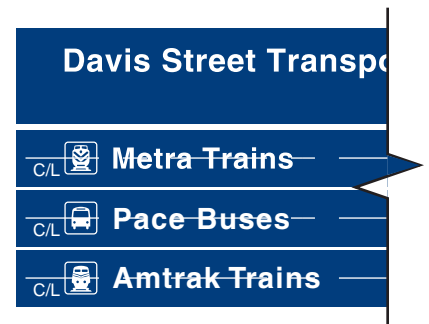 Davis Street Transpo
C/L Metra Trains
C/L Pace Buses
C/L Amtrak Trains